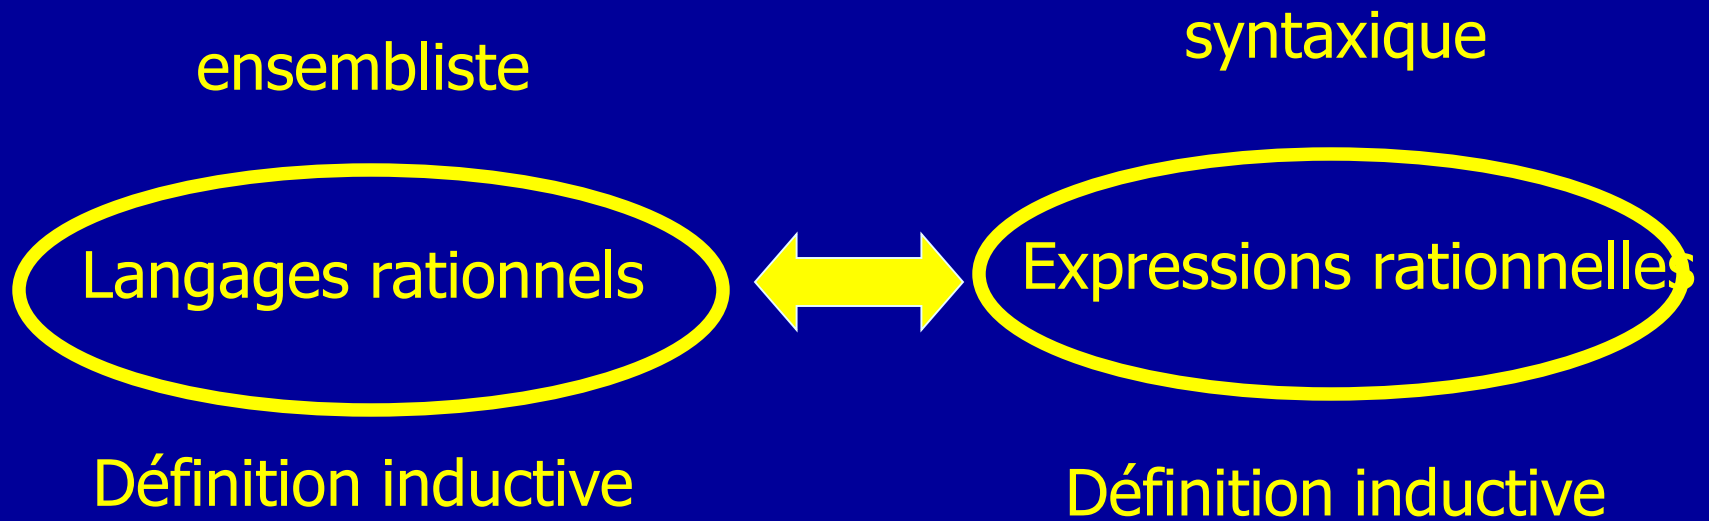 ensembliste
syntaxique
Langages rationnels
Expressions rationnelles
Définition inductive
Définition inductive